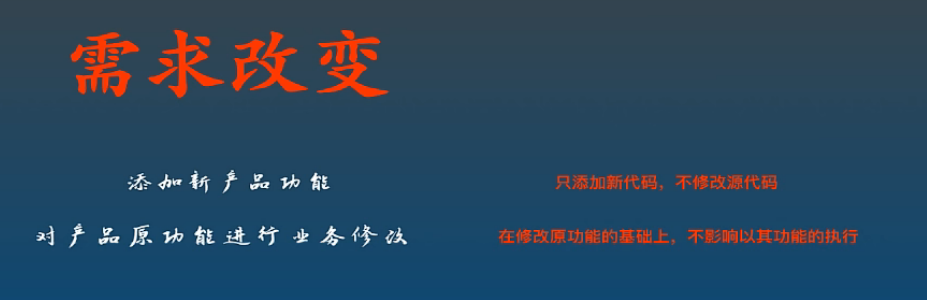 需求改变
添加新产品功能
只添加新代码，不修改源代码
对产品原功能进行业务修改
在修改原功能的基础上，不影响以其功能的执行